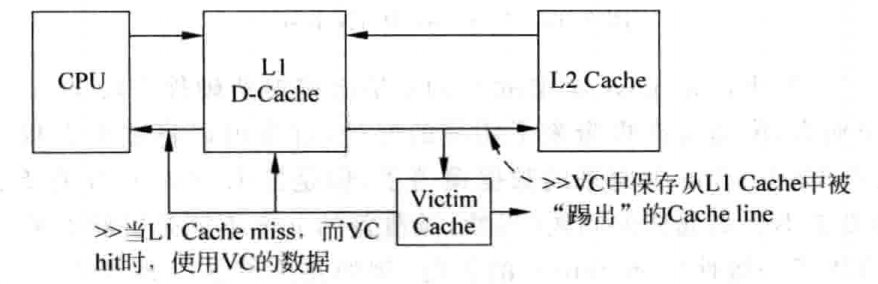 CPU
L1
D-Cache
L2 Cache
Victim
Cache
>>VC中保存从L1 Cache中被
“踢出”的Cache line
>>当L1 Cache miss，而VC
hit时，使用VC的数据